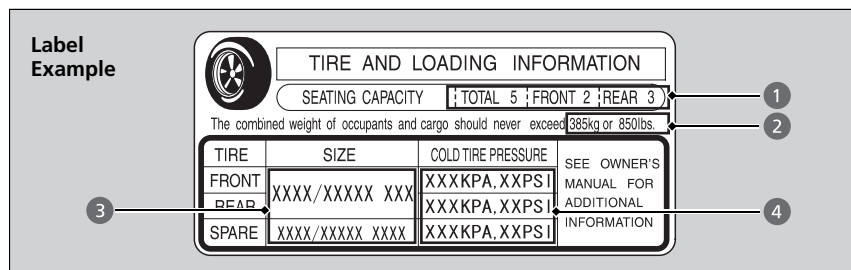 Label
Example
TIRE AND LOADING INFORMATION
SEATING CAPACITY TOTAL 5 FRONT 2 REAR 3
1
The combined weight of occupants and cargo should never exceed 385kg or 850lbs.
2
TIRE SIZE COLD TIRE PRESSURE
FRONT XXXX/XXXXX XXX XXXKPA,XXPSI
REAR XXXKPA,XXPSI
SPARE XXXX/XXXXX XXXX XXXKPA,XXPSI
SEE OWNER'S
MANUAL FOR
ADDITIONAL
INFORMATION
3
4